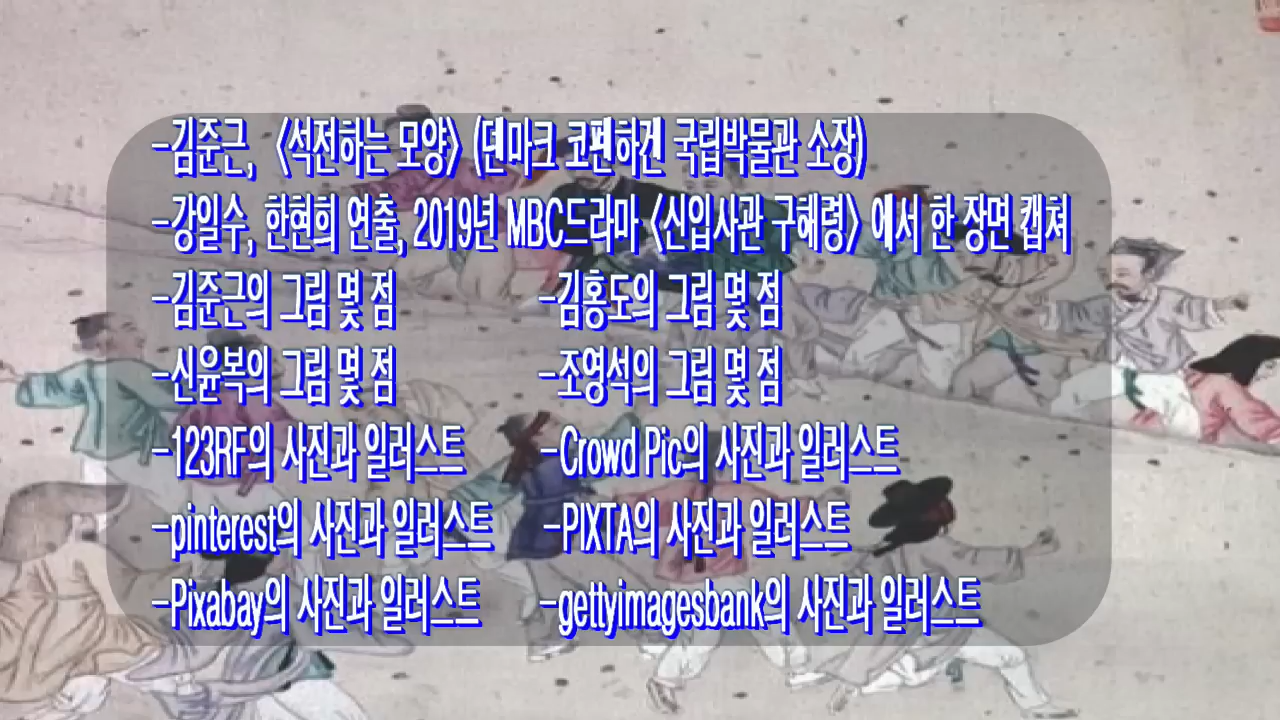 -김준근, 〈석전하는 모양〉 (덴마크 코펜하겐 국립박물관 소장)
-강일수, 한현희 연출, 2019년 MBC드라마 〈신입사관 구해령〉 에서 한 장면 캡쳐
-김준근의 그림 몇 점 -김홍도의 그림 몇 점
-신윤복의 그림 몇 점 -조영석의 그림 몇 점
-123RF의 사진과 일러스트 -Crowd Pic의 사진과 일러스트
-pinterest의 사진과 일러스트 -PIXTA의 사진과 일러스트
-Pixabay의 사진과 일러스트 -gettyimagesbank의 사진과 일러스트